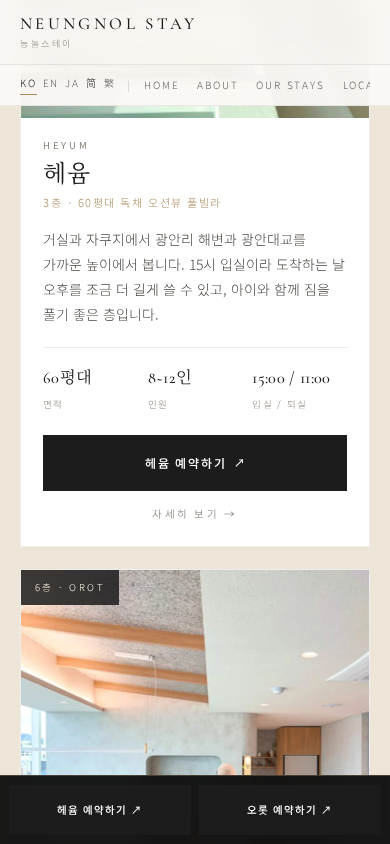 NEUNGNOL STAY
능놀스테이
KO EN JA 简 繁 | HOME ABOUT OUR STAYS LOCA
HEYUM
헤윰
3층 · 60평대 독채 오션뷰 풀빌라
거실과 자쿠지에서 광안리 해변과 광안대교를
가까운 높이에서 봅니다. 15시 입실이라 도착하는 날
오후를 조금 더 길게 쓸 수 있고, 아이와 함께 짐을
풀기 좋은 층입니다.
60평대 8~12인 15:00 / 11:00
면적 인원 입실 / 퇴실
헤윰 예약하기 ↗
자세히 보기 →
6층 · OROT
헤윰 예약하기 ↗ 오롯 예약하기 ↗